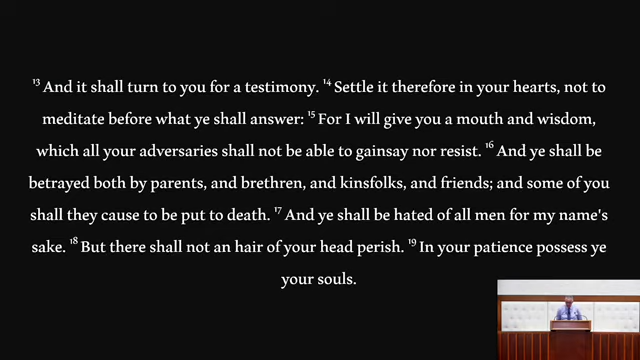 ¹³ And it shall turn to you for a testimony. ¹⁴ Settle it therefore in your hearts, not to
meditate before what ye shall answer: ¹⁵ For I will give you a mouth and wisdom,
which all your adversaries shall not be able to gainsay nor resist. ¹⁶ And ye shall be
betrayed both by parents, and brethren, and kinsfolks, and friends; and some of you
shall they cause to be put to death. ¹⁷ And ye shall be hated of all men for my name's
sake. ¹⁸ But there shall not an hair of your head perish. ¹⁹ In your patience possess ye
your souls.